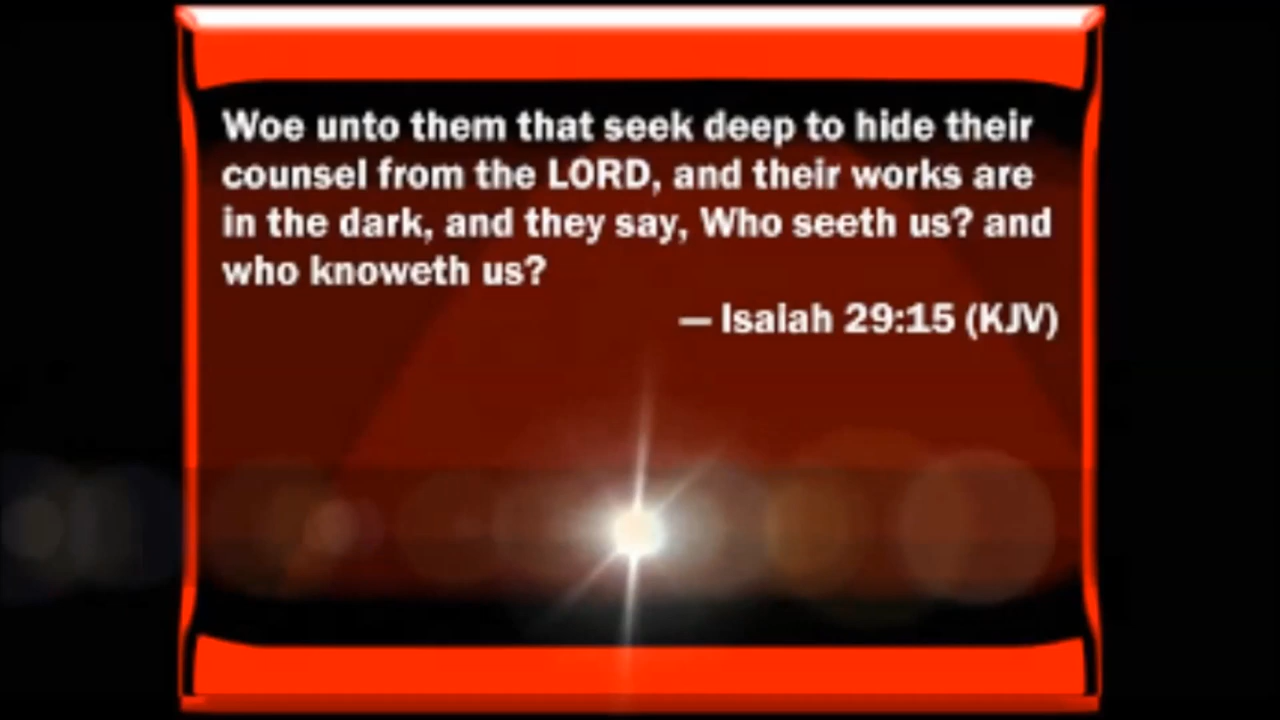 Woe unto them that seek deep to hide their
counsel from the LORD, and their works are
in the dark, and they say, Who seeth us? and
who knoweth us?
— Isaiah 29:15 (KJV)